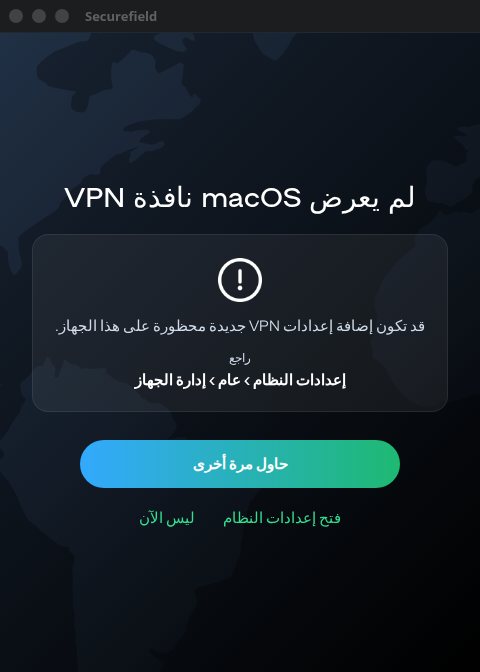 Securefield
لم يعرض macOS نافذة VPN
قد تكون إضافة إعدادات VPN جديدة محظورة على هذا الجهاز.
راجع
إعدادات النظام › عام › إدارة الجهاز
حاول مرة أخرى
فتح إعدادات النظام
ليس الآن